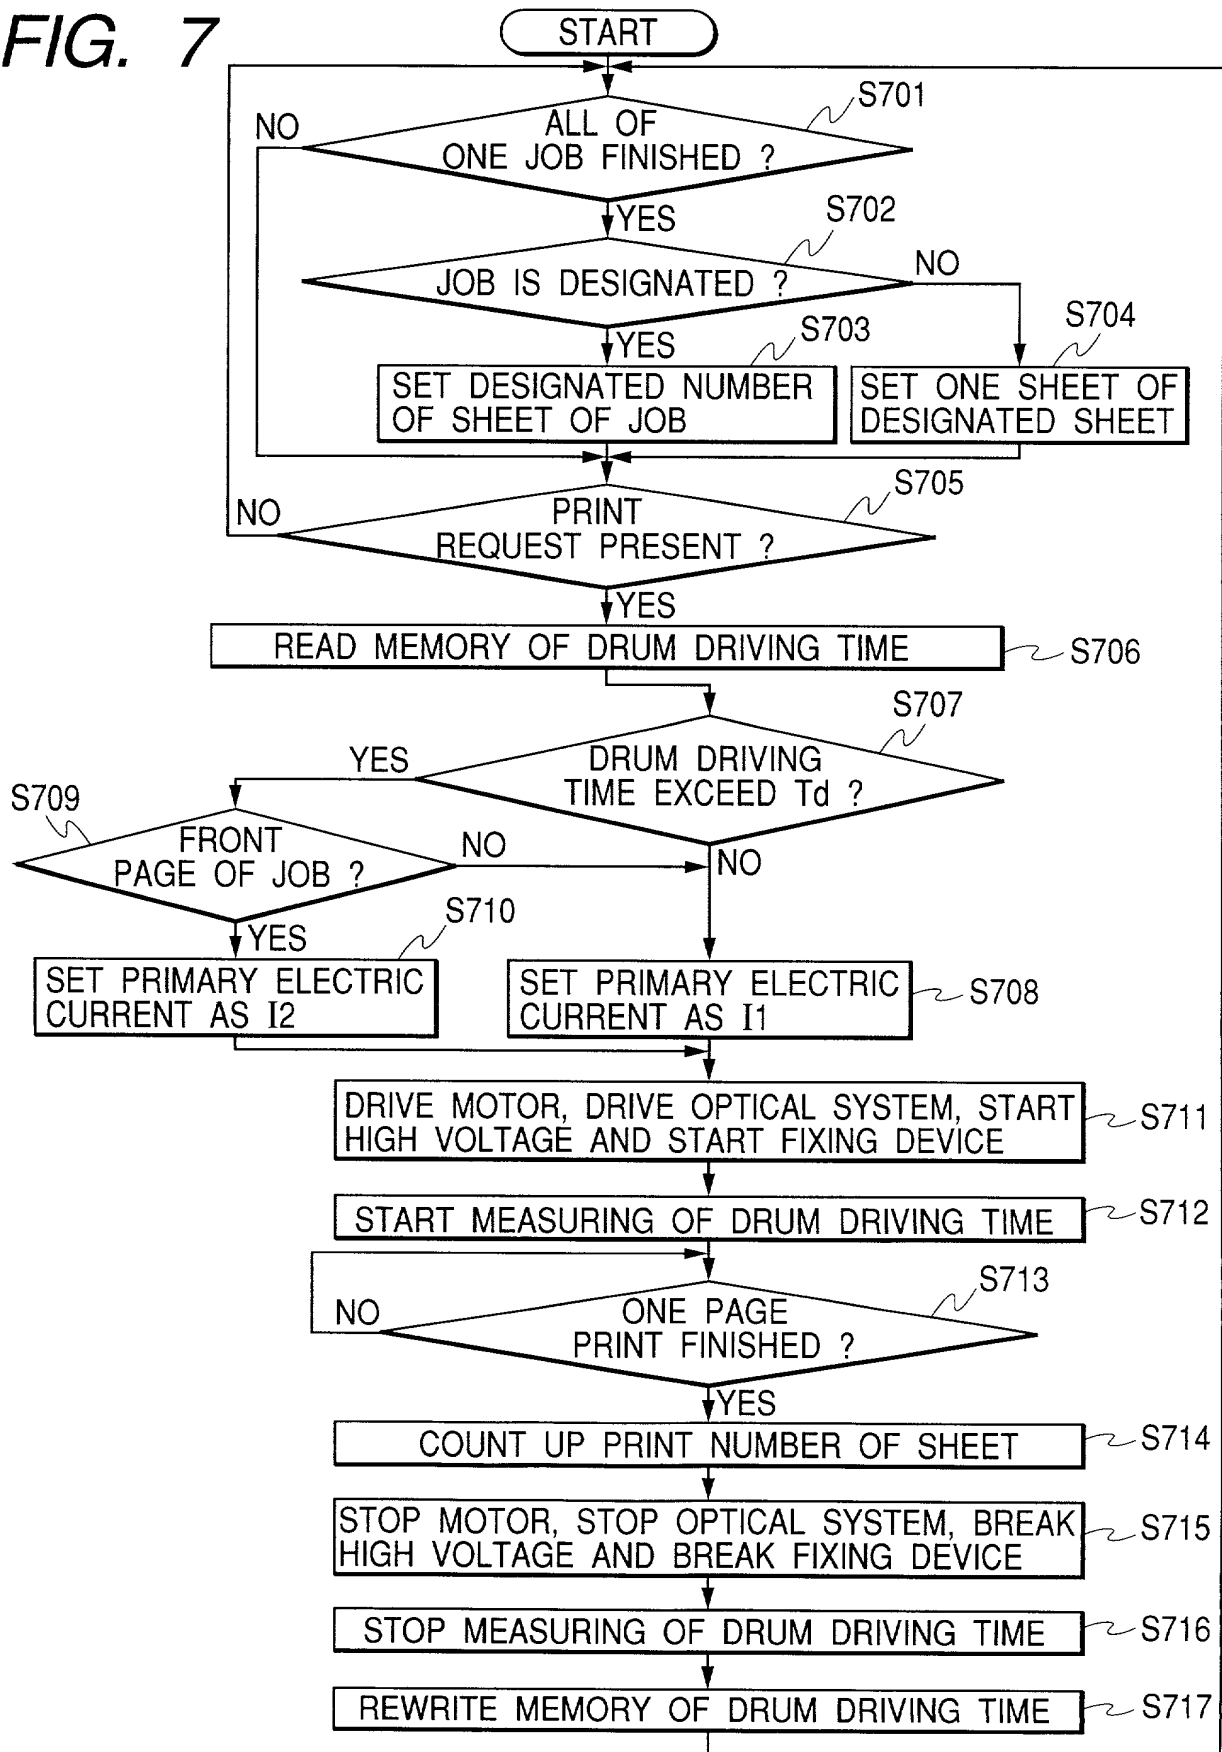 FIG. 7
START
S701
ALL OF
ONE JOB FINISHED ?
NO
YES
S702
JOB IS DESIGNATED ?
NO
YES
S703
SET DESIGNATED NUMBER
OF SHEET OF JOB
S704
SET ONE SHEET OF
DESIGNATED SHEET
S705
PRINT
REQUEST PRESENT ?
NO
YES
READ MEMORY OF DRUM DRIVING TIME
S706
S707
DRUM DRIVING
TIME EXCEED Td ?
YES
NO
S709
FRONT
PAGE OF JOB ?
NO
YES
S710
SET PRIMARY ELECTRIC
CURRENT AS I2
SET PRIMARY ELECTRIC
CURRENT AS I1
S708
DRIVE MOTOR, DRIVE OPTICAL SYSTEM, START
HIGH VOLTAGE AND START FIXING DEVICE
S711
START MEASURING OF DRUM DRIVING TIME
S712
S713
ONE PAGE
PRINT FINISHED ?
NO
YES
COUNT UP PRINT NUMBER OF SHEET
S714
STOP MOTOR, STOP OPTICAL SYSTEM, BREAK
HIGH VOLTAGE AND BREAK FIXING DEVICE
S715
STOP MEASURING OF DRUM DRIVING TIME
S716
REWRITE MEMORY OF DRUM DRIVING TIME
S717